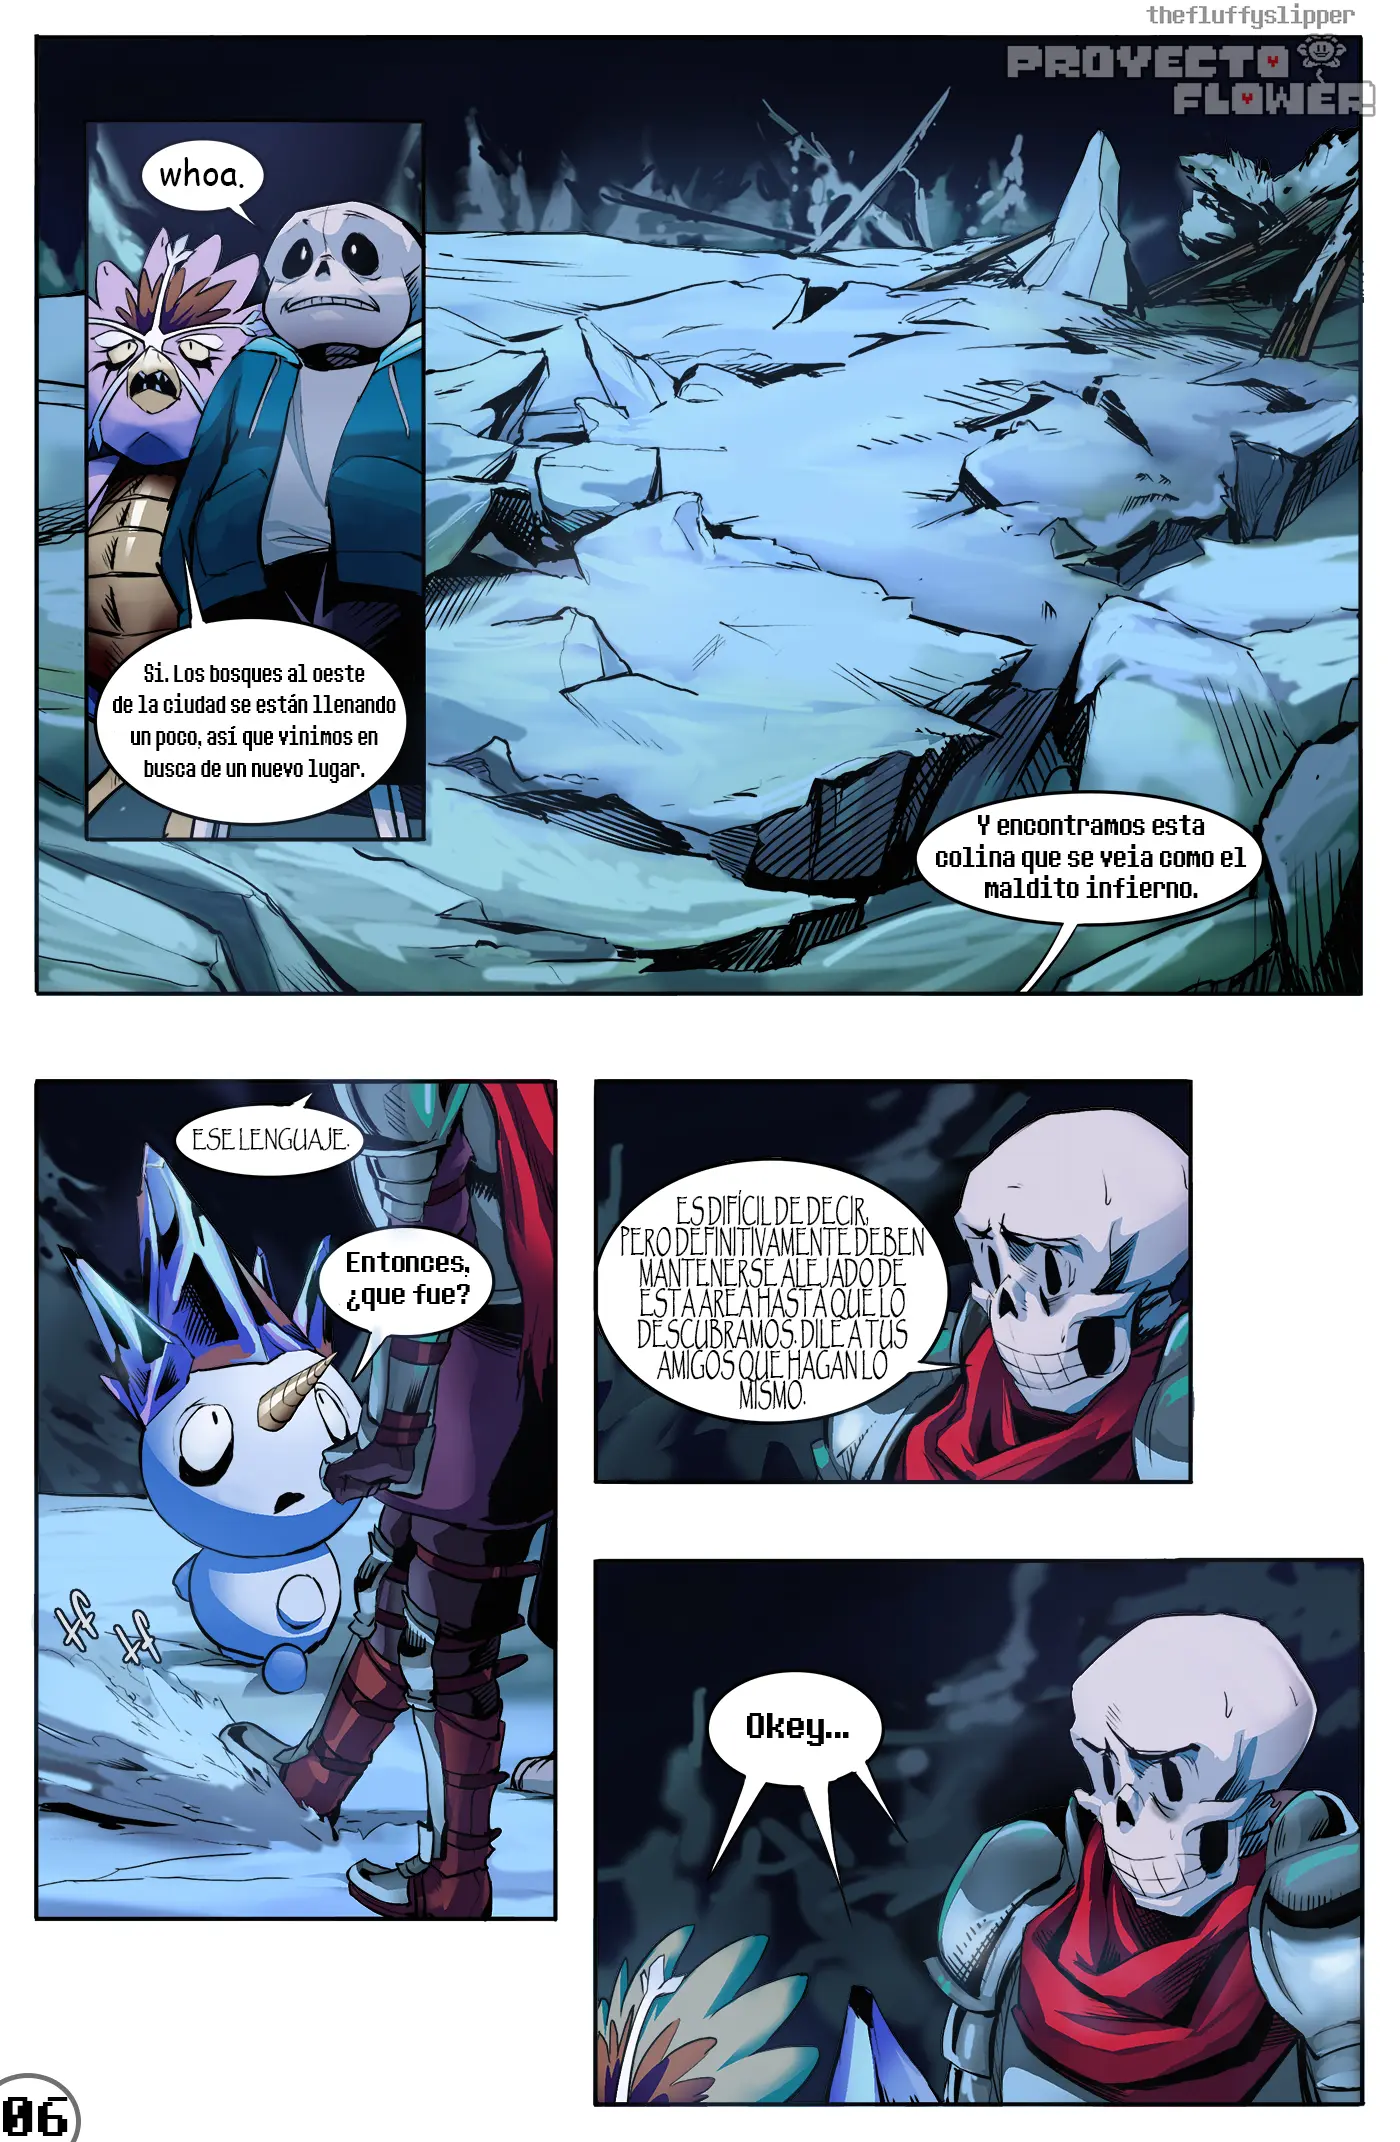 thefluffyslipper
PROYECTO
FLOWER!
whoa.
Si. Los bosques al oeste
de la ciudad se están llenando
un poco, así que vinimos en
busca de un nuevo lugar.
Y encontramos esta
colina que se veia como el
maldito infierno.
ESE LENGUAJE.
Entonces,
¿que fue?
ES DIFÍCIL DE DECIR,
PERO DEFINITIVAMENTE DEBEN
MANTENERSE ALEJADO DE
ESTA AREA HASTA QUE LO
DESCUBRAMOS. DILE A TUS
AMIGOS QUE HAGAN LO
MISMO.
ff
ff
Okey...
06